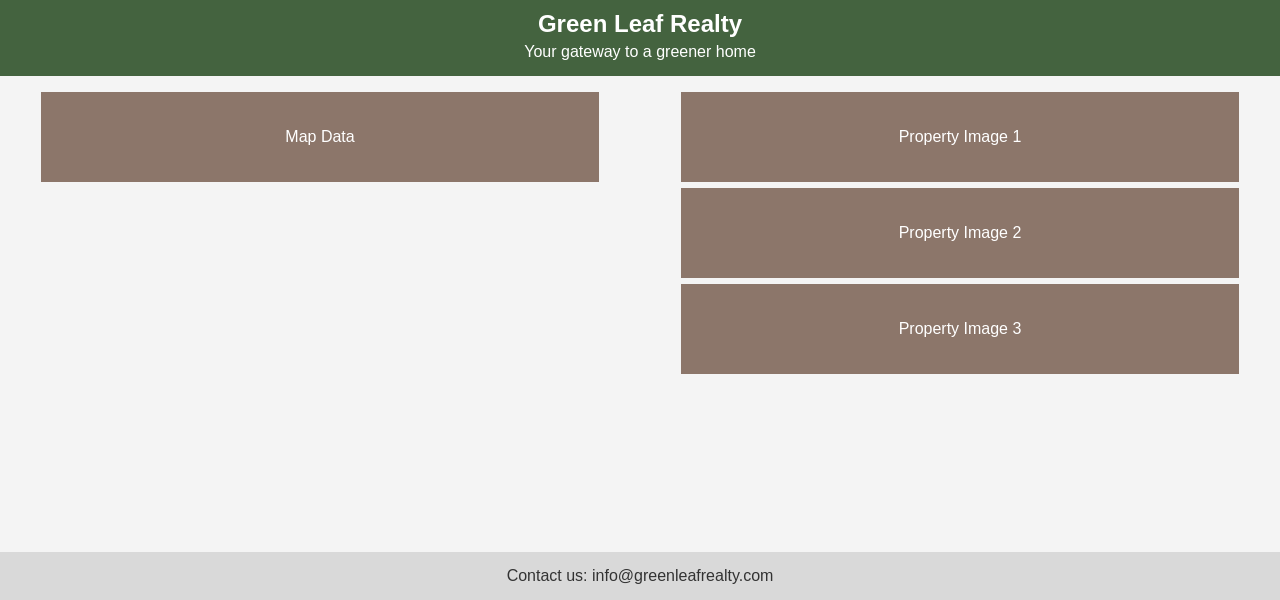 Green Leaf Realty
Your gateway to a greener home
Map Data
Property Image 1
Property Image 2
Property Image 3
Contact us: info@greenleafrealty.com